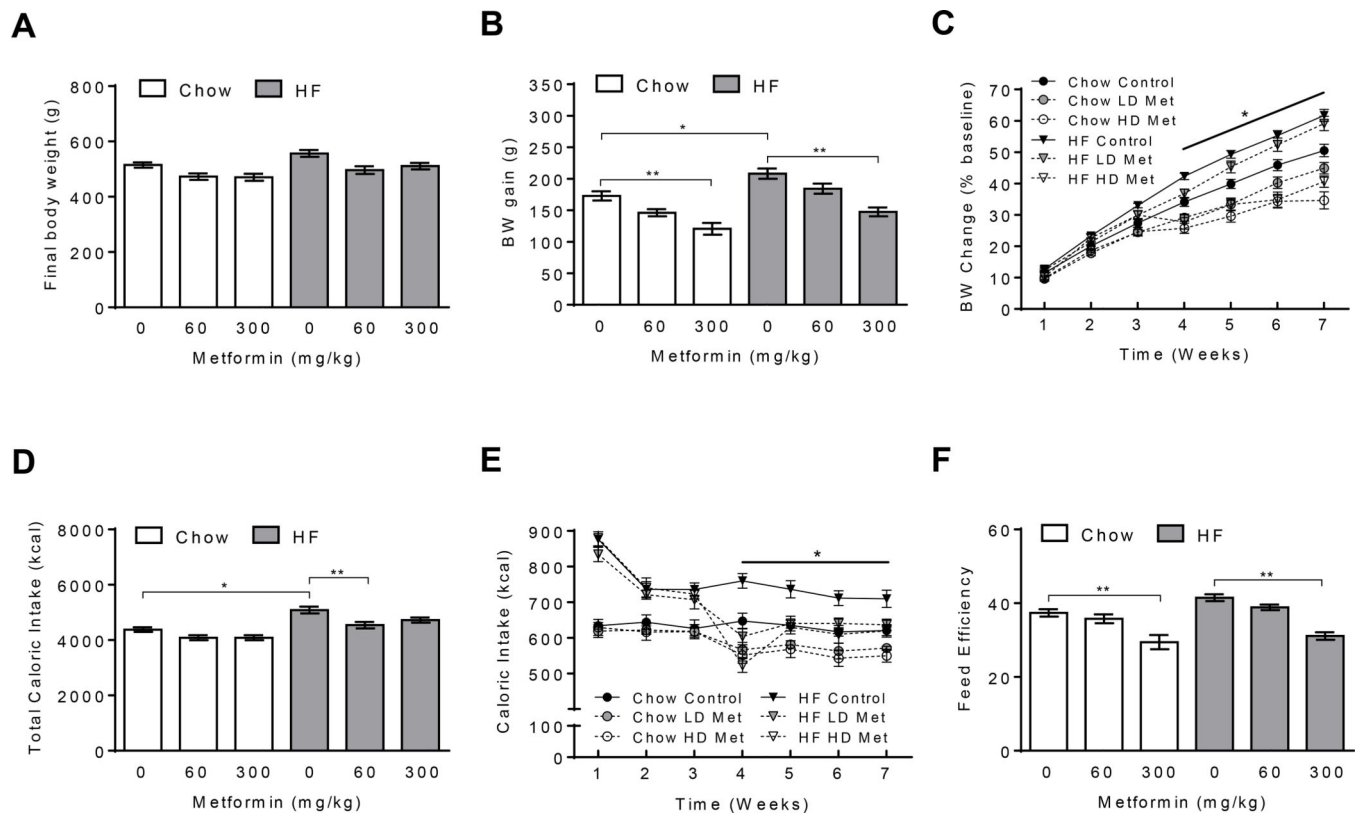 A
Final body weight (g)
800
600
400
200
0
Chow HF
0 60 300 0 60 300
Metformin (mg/kg)
B
BW gain (g)
350
300
250
200
150
100
50
0
Chow HF
*
**
**
0 60 300 0 60 300
Metformin (mg/kg)
C
BW Change (% baseline)
70
60
50
40
30
20
10
0
Chow Control
Chow LD Met
Chow HD Met
HF Control
HF LD Met
HF HD Met
*
1 2 3 4 5 6 7
Time (Weeks)
D
Total Caloric Intake (kcal)
8000
6000
4000
2000
0
Chow HF
*
**
0 60 300 0 60 300
Metformin (mg/kg)
E
Caloric Intake (kcal)
900
800
700
600
500
100
0
*
Chow Control HF Control
Chow LD Met HF LD Met
Chow HD Met HF HD Met
1 2 3 4 5 6 7
Time (Weeks)
F
Feed Efficiency
60
40
20
0
Chow HF
**
**
0 60 300 0 60 300
Metformin (mg/kg)